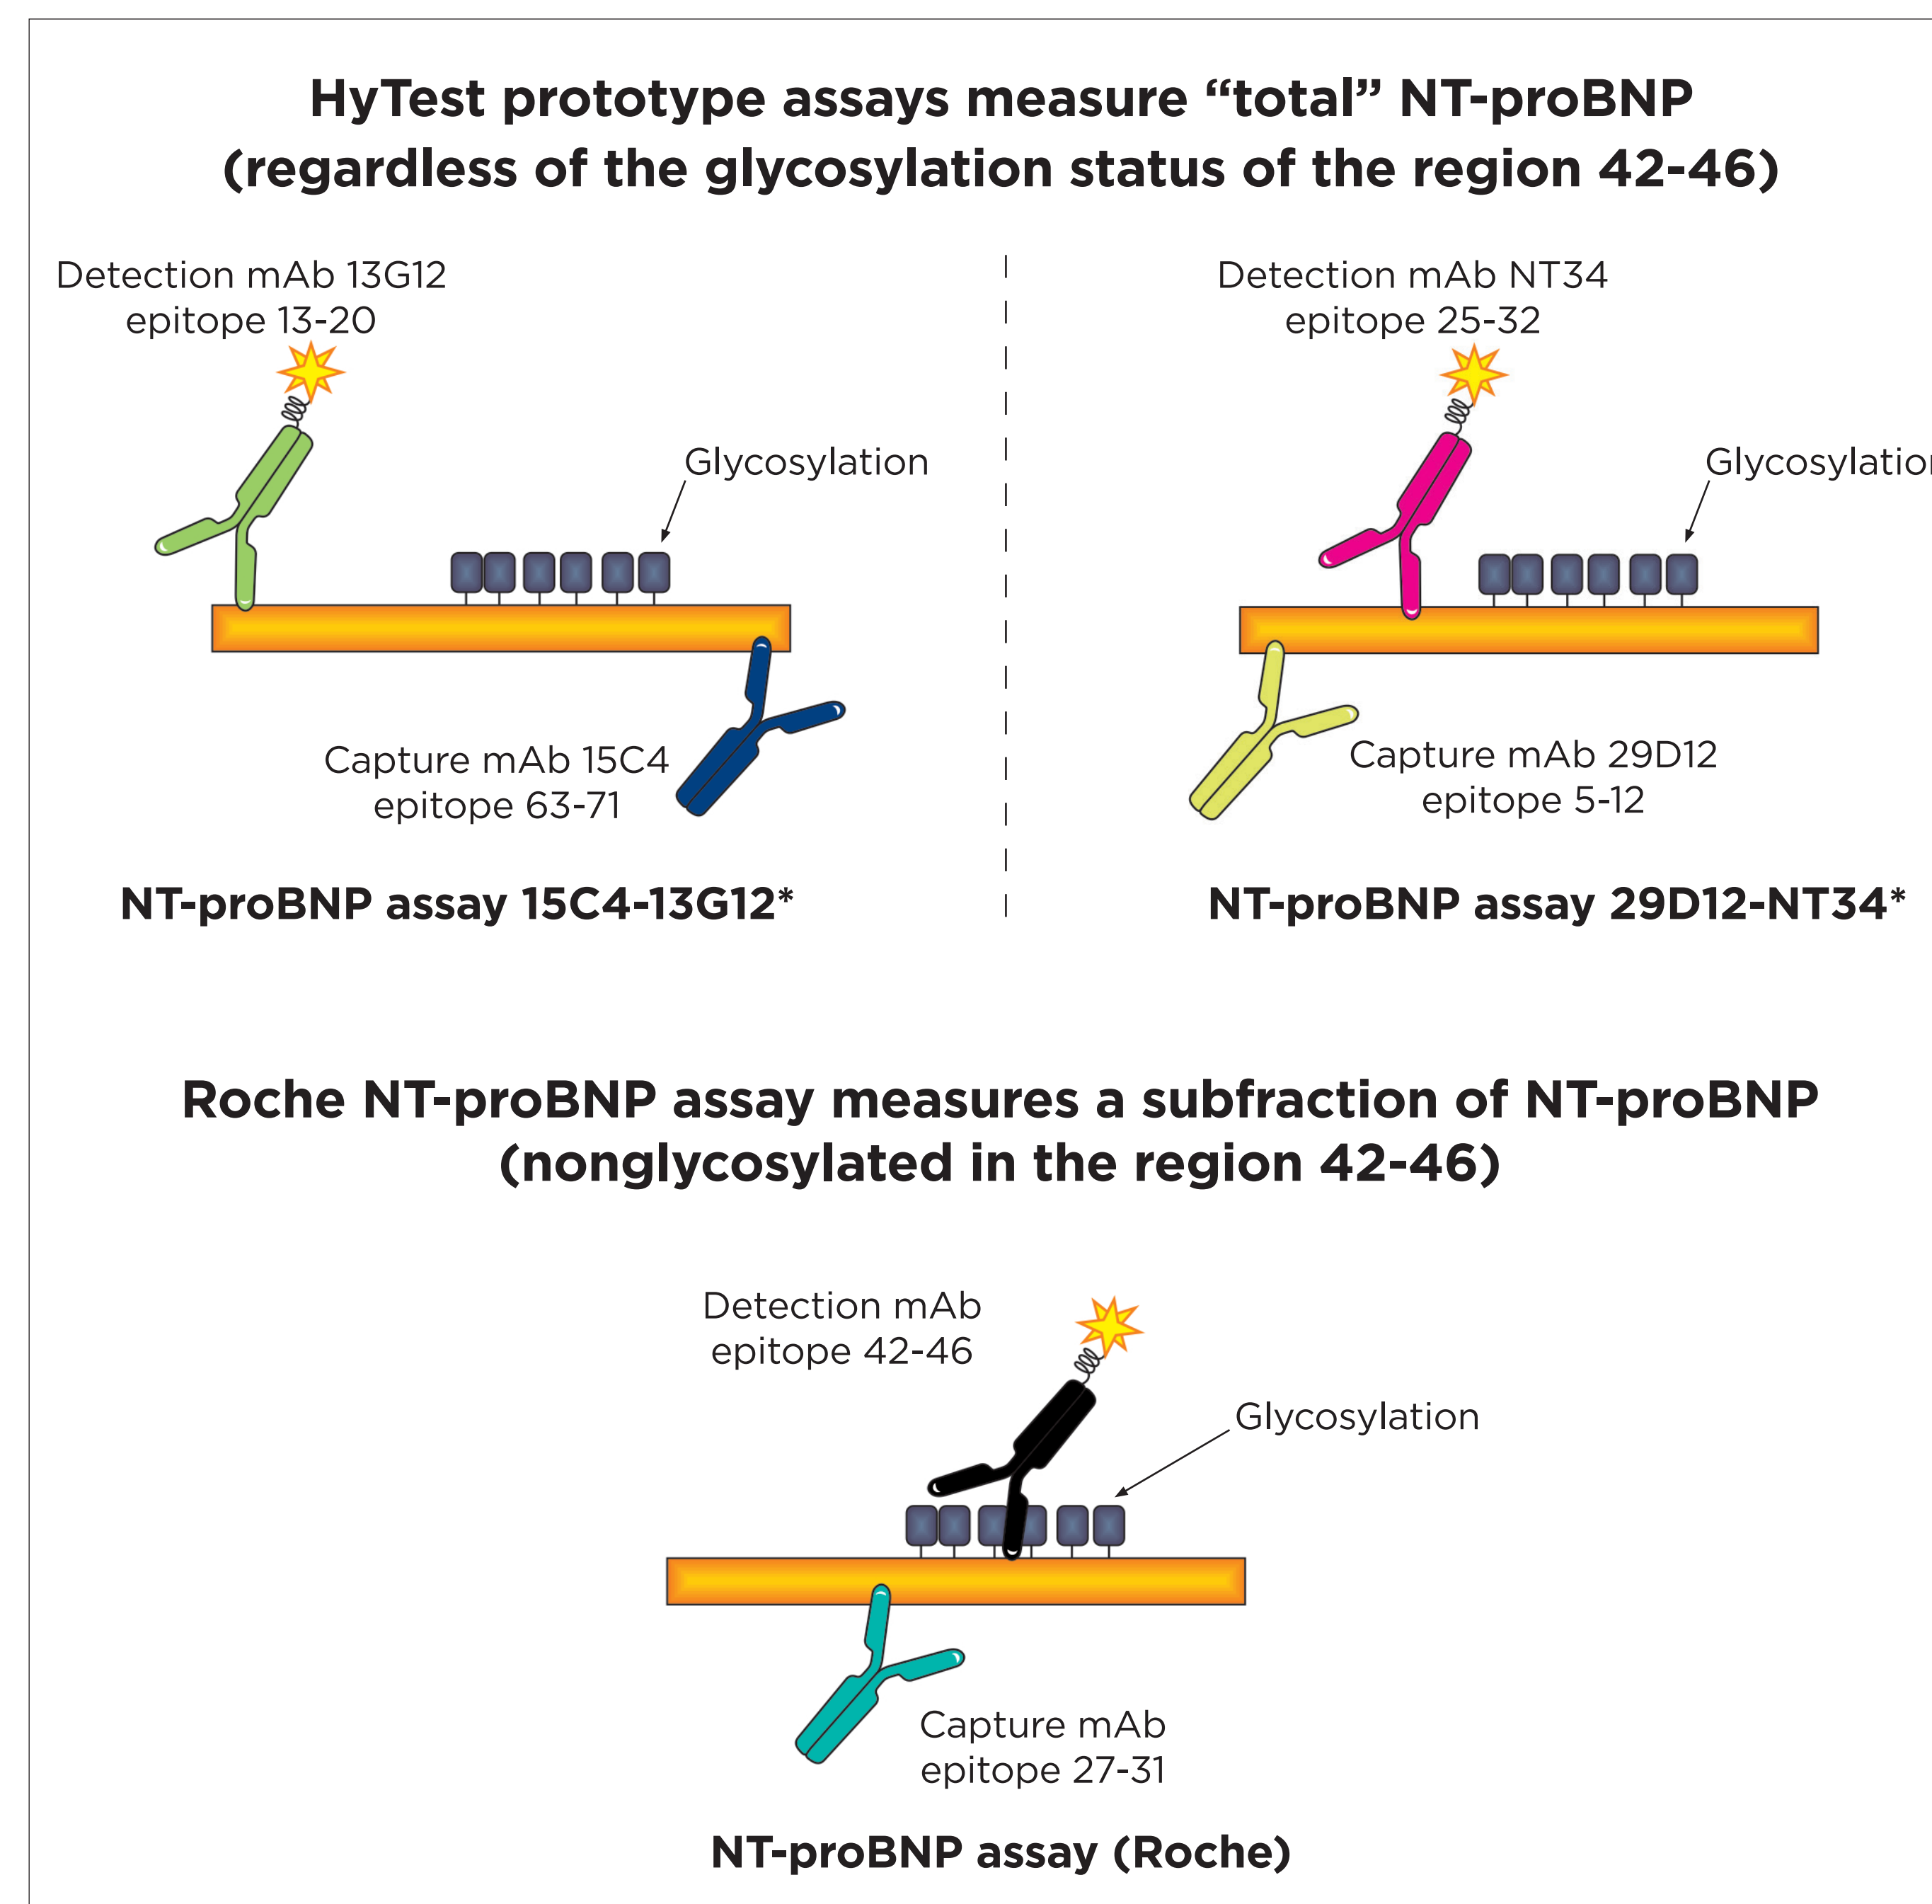 HyTest prototype assays measure “total” NT-proBNP
(regardless of the glycosylation status of the region 42-46)
Detection mAb 13G12
epitope 13-20
Glycosylation
Capture mAb 15C4
epitope 63-71
NT-proBNP assay 15C4-13G12*
Detection mAb NT34
epitope 25-32
Glycosylation
Capture mAb 29D12
epitope 5-12
NT-proBNP assay 29D12-NT34*
Roche NT-proBNP assay measures a subfraction of NT-proBNP
(nonglycosylated in the region 42-46)
Detection mAb
epitope 42-46
Glycosylation
Capture mAb
epitope 27-31
NT-proBNP assay (Roche)